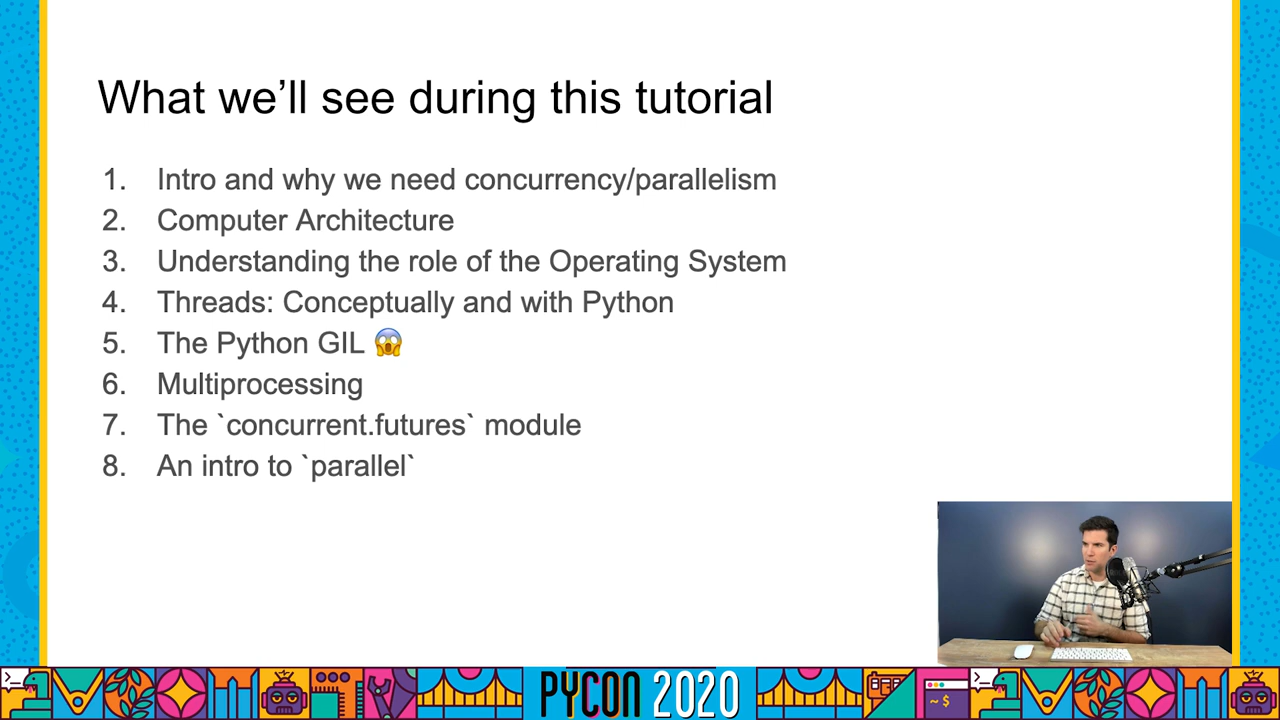 What we’ll see during this tutorial
1. Intro and why we need concurrency/parallelism
2. Computer Architecture
3. Understanding the role of the Operating System
4. Threads: Conceptually and with Python
5. The Python GIL 😱
6. Multiprocessing
7. The `concurrent.futures` module
8. An intro to `parallel`
PYCON 2020
~$